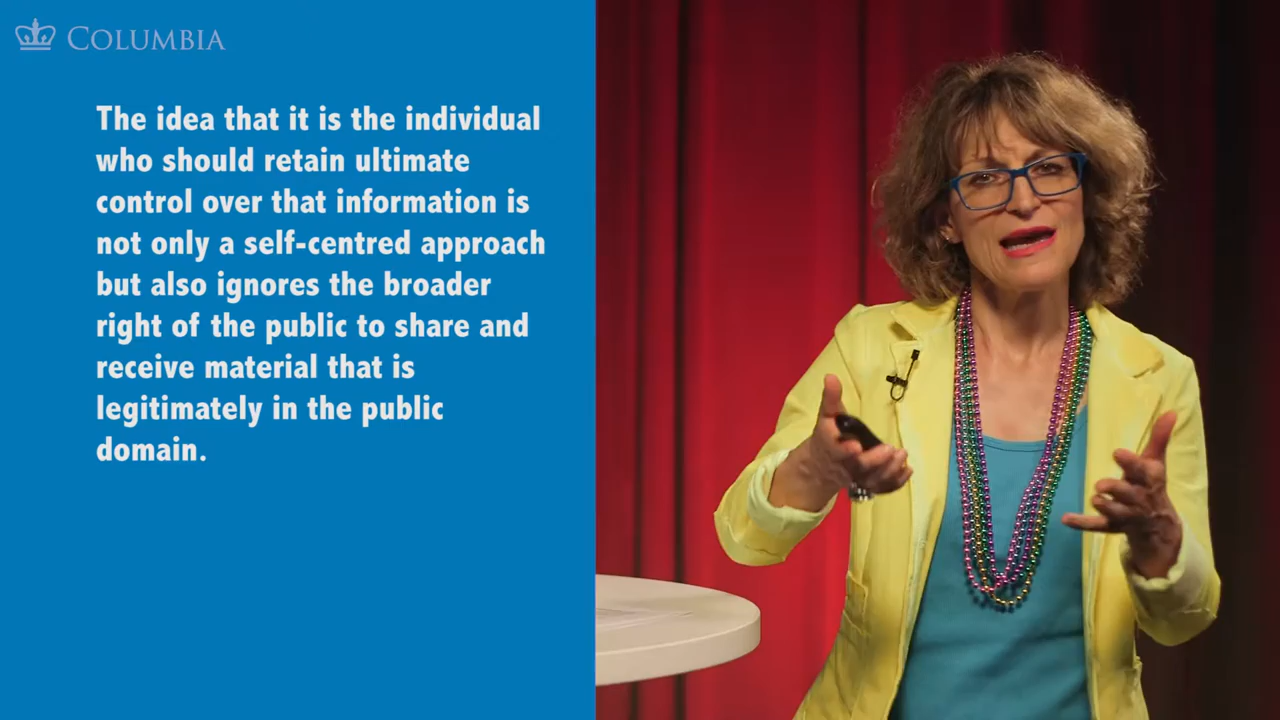 COLUMBIA
The idea that it is the individual
who should retain ultimate
control over that information is
not only a self-centred approach
but also ignores the broader
right of the public to share and
receive material that is
legitimately in the public
domain.